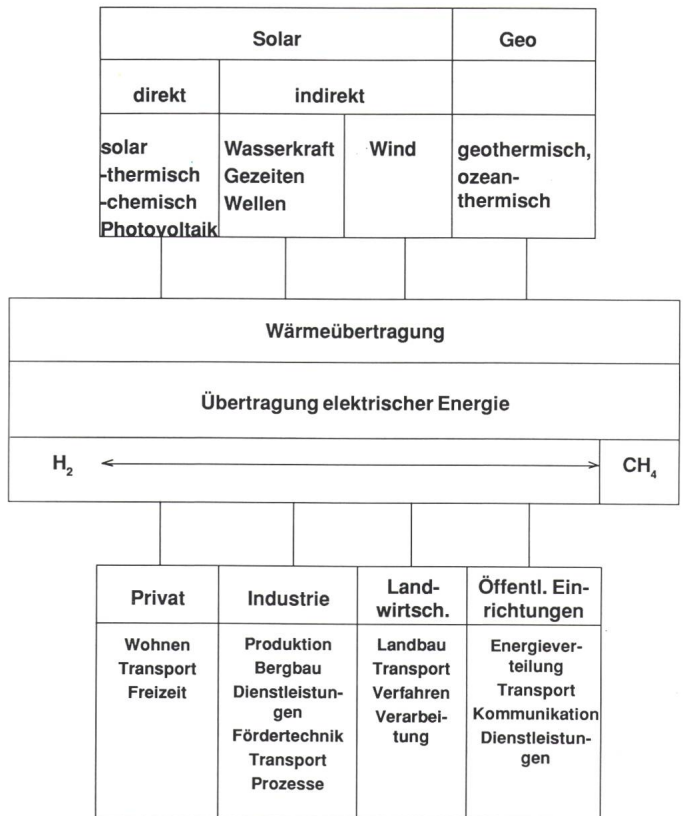 Solar Geo
direkt indirekt
solar
-thermisch
-chemisch
Photovoltaik
Wasserkraft
Gezeiten
Wellen
Wind
geothermisch,
ozean-
thermisch
Wärmeübertragung
Übertragung elektrischer Energie
H₂ CH₄
Privat
Industrie
Land-
wirtsch.
Öffentl. Ein-
richtungen
Wohnen
Transport
Freizeit
Produktion
Bergbau
Dienstleistun-
gen
Fördertechnik
Transport
Prozesse
Landbau
Transport
Verfahren
Verarbei-
tung
Energiever-
teilung
Transport
Kommunikation
Dienstleistun-
gen